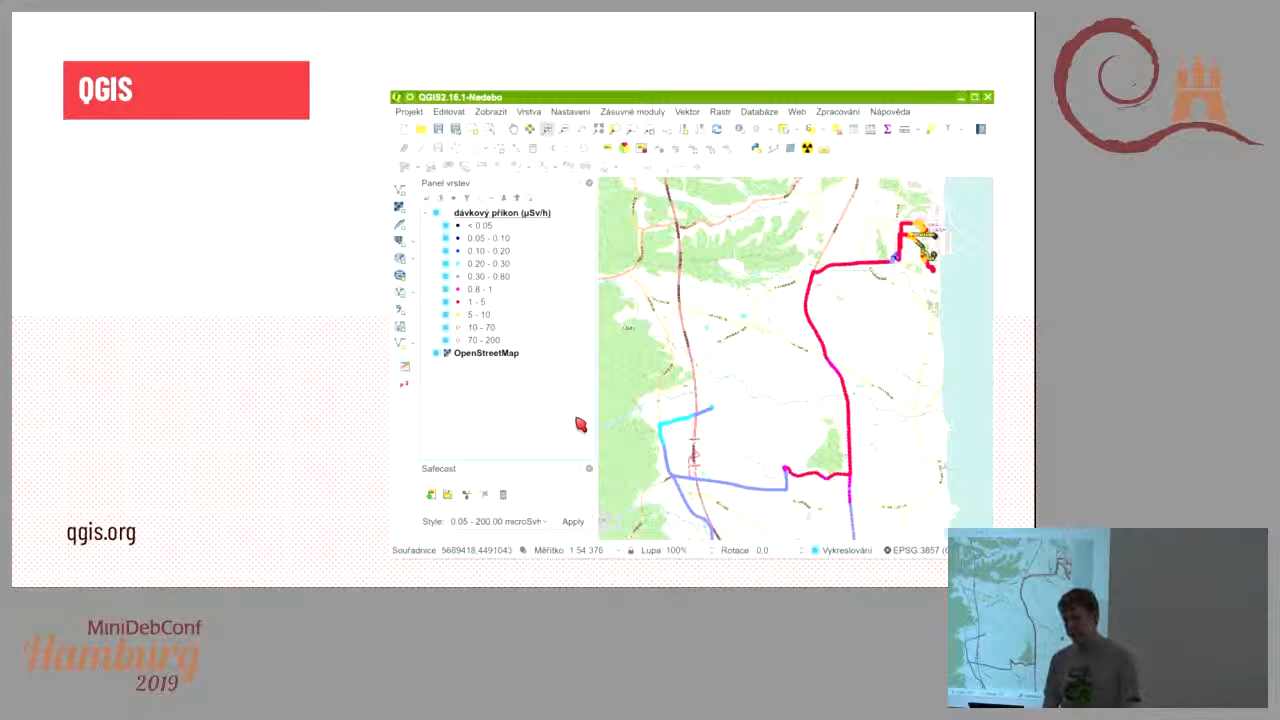 QGIS
QGIS2.16.1-Nedebo
Projekt Editovat Zobrazit Vrstva Nastavení Zásuvné moduly Vektor Rastr Databáze Web Zpracování Nápověda
Panel vrstev
dávkový příkon (µSv/h)
< 0.05
0.05 - 0.10
0.10 - 0.20
0.20 - 0.30
0.30 - 0.80
0.8 - 1
1 - 5
5 - 10
10 - 70
70 - 200
OpenStreetMap
Safecast
Style: 0.05 - 200.00 microSvh Apply
Souřadnice 5689418,4491043 Měřítko 1:54 376 Lupa 100% Rotace 0,0 Vykreslování EPSG:3857
qgis.org
MiniDebConf
Hamburg
2019